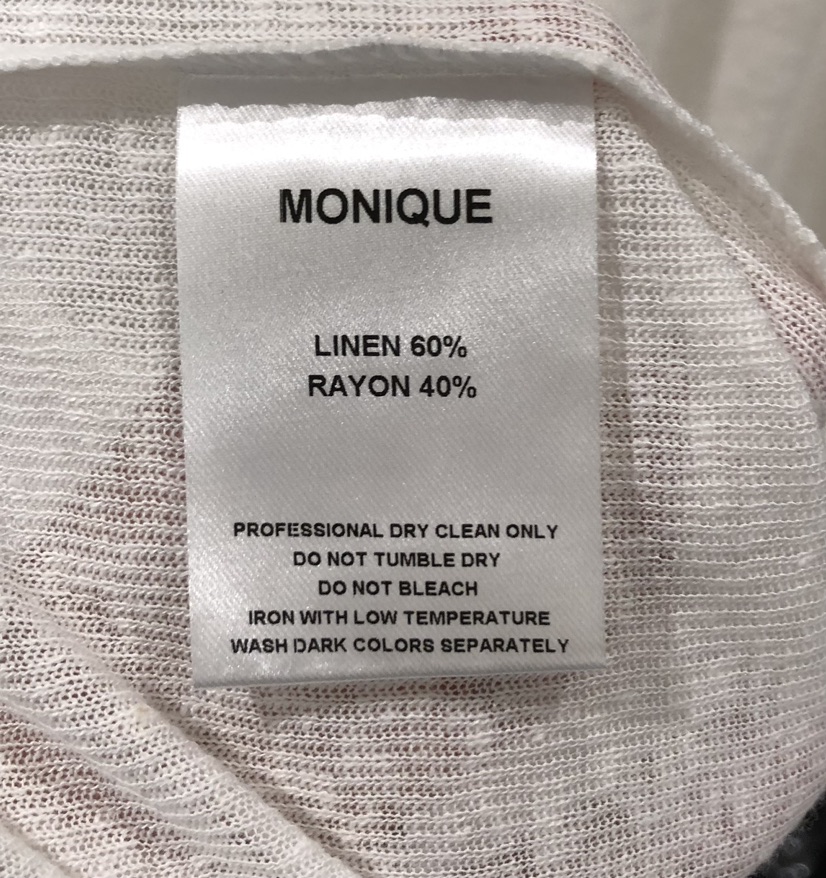 MONIQUE
LINEN 60%
RAYON 40%
PROFESSIONAL DRY CLEAN ONLY
DO NOT TUMBLE DRY
DO NOT BLEACH
IRON WITH LOW TEMPERATURE
WASH DARK COLORS SEPARATELY